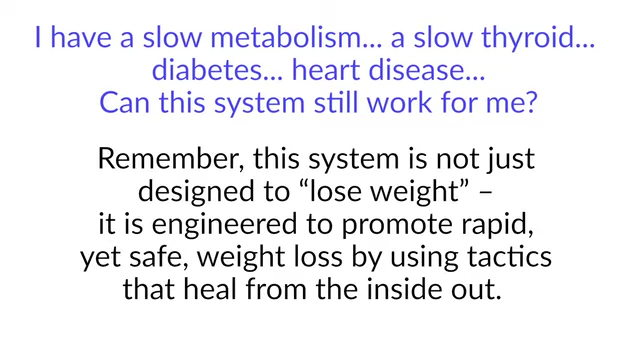 I have a slow metabolism... a slow thyroid...
diabetes... heart disease...
Can this system still work for me?
Remember, this system is not just
designed to “lose weight” –
it is engineered to promote rapid,
yet safe, weight loss by using tactics
that heal from the inside out.